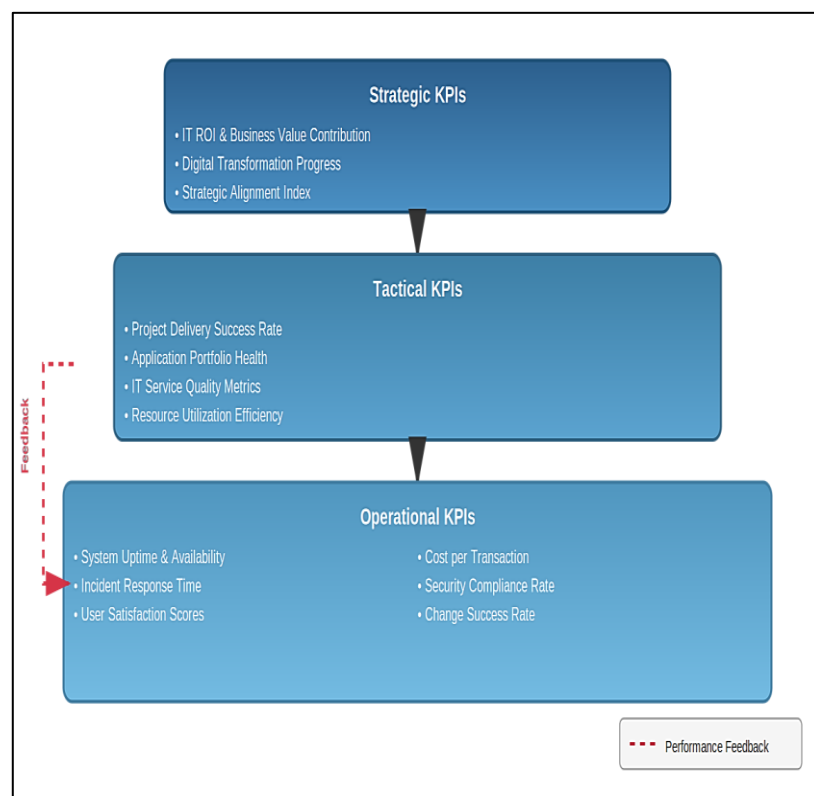 Strategic KPIs
• IT ROI & Business Value Contribution
• Digital Transformation Progress
• Strategic Alignment Index
Tactical KPIs
• Project Delivery Success Rate
• Application Portfolio Health
• IT Service Quality Metrics
• Resource Utilization Efficiency
Feedback
Operational KPIs
• System Uptime & Availability
• Incident Response Time
• User Satisfaction Scores
• Cost per Transaction
• Security Compliance Rate
• Change Success Rate
Performance Feedback